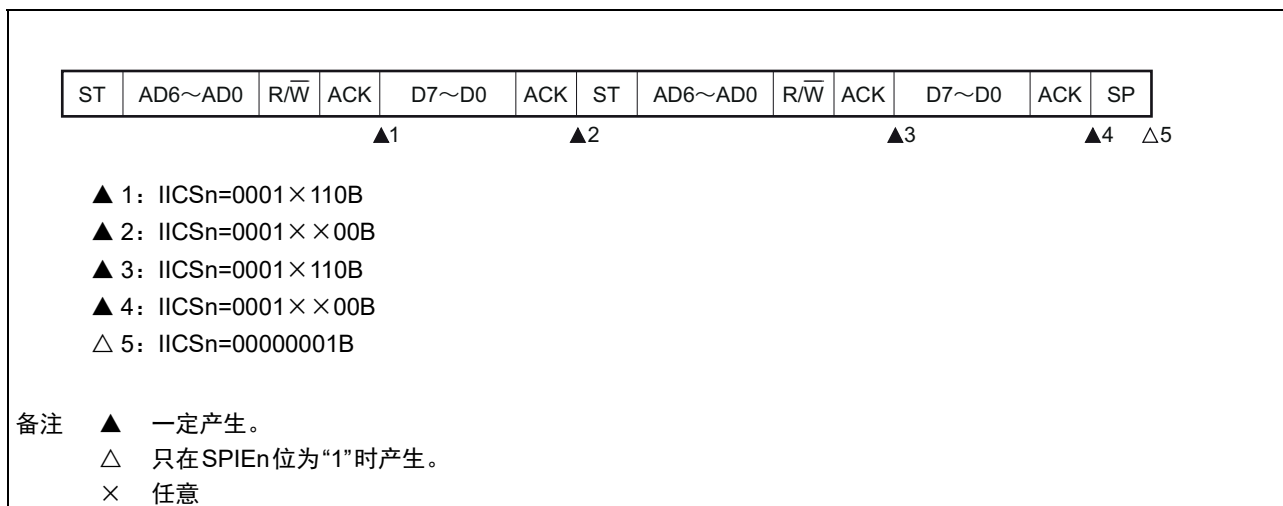 ST AD6～AD0 R/W̅ ACK D7～D0 ACK ST AD6～AD0 R/W̅ ACK D7～D0 ACK SP
▲1 ▲2 ▲3 ▲4 △5
▲ 1：IICSn=0001×110B
▲ 2：IICSn=0001××00B
▲ 3：IICSn=0001×110B
▲ 4：IICSn=0001××00B
△ 5：IICSn=00000001B
备注 ▲ 一定产生。
△ 只在SPIEn位为“1”时产生。
× 任意